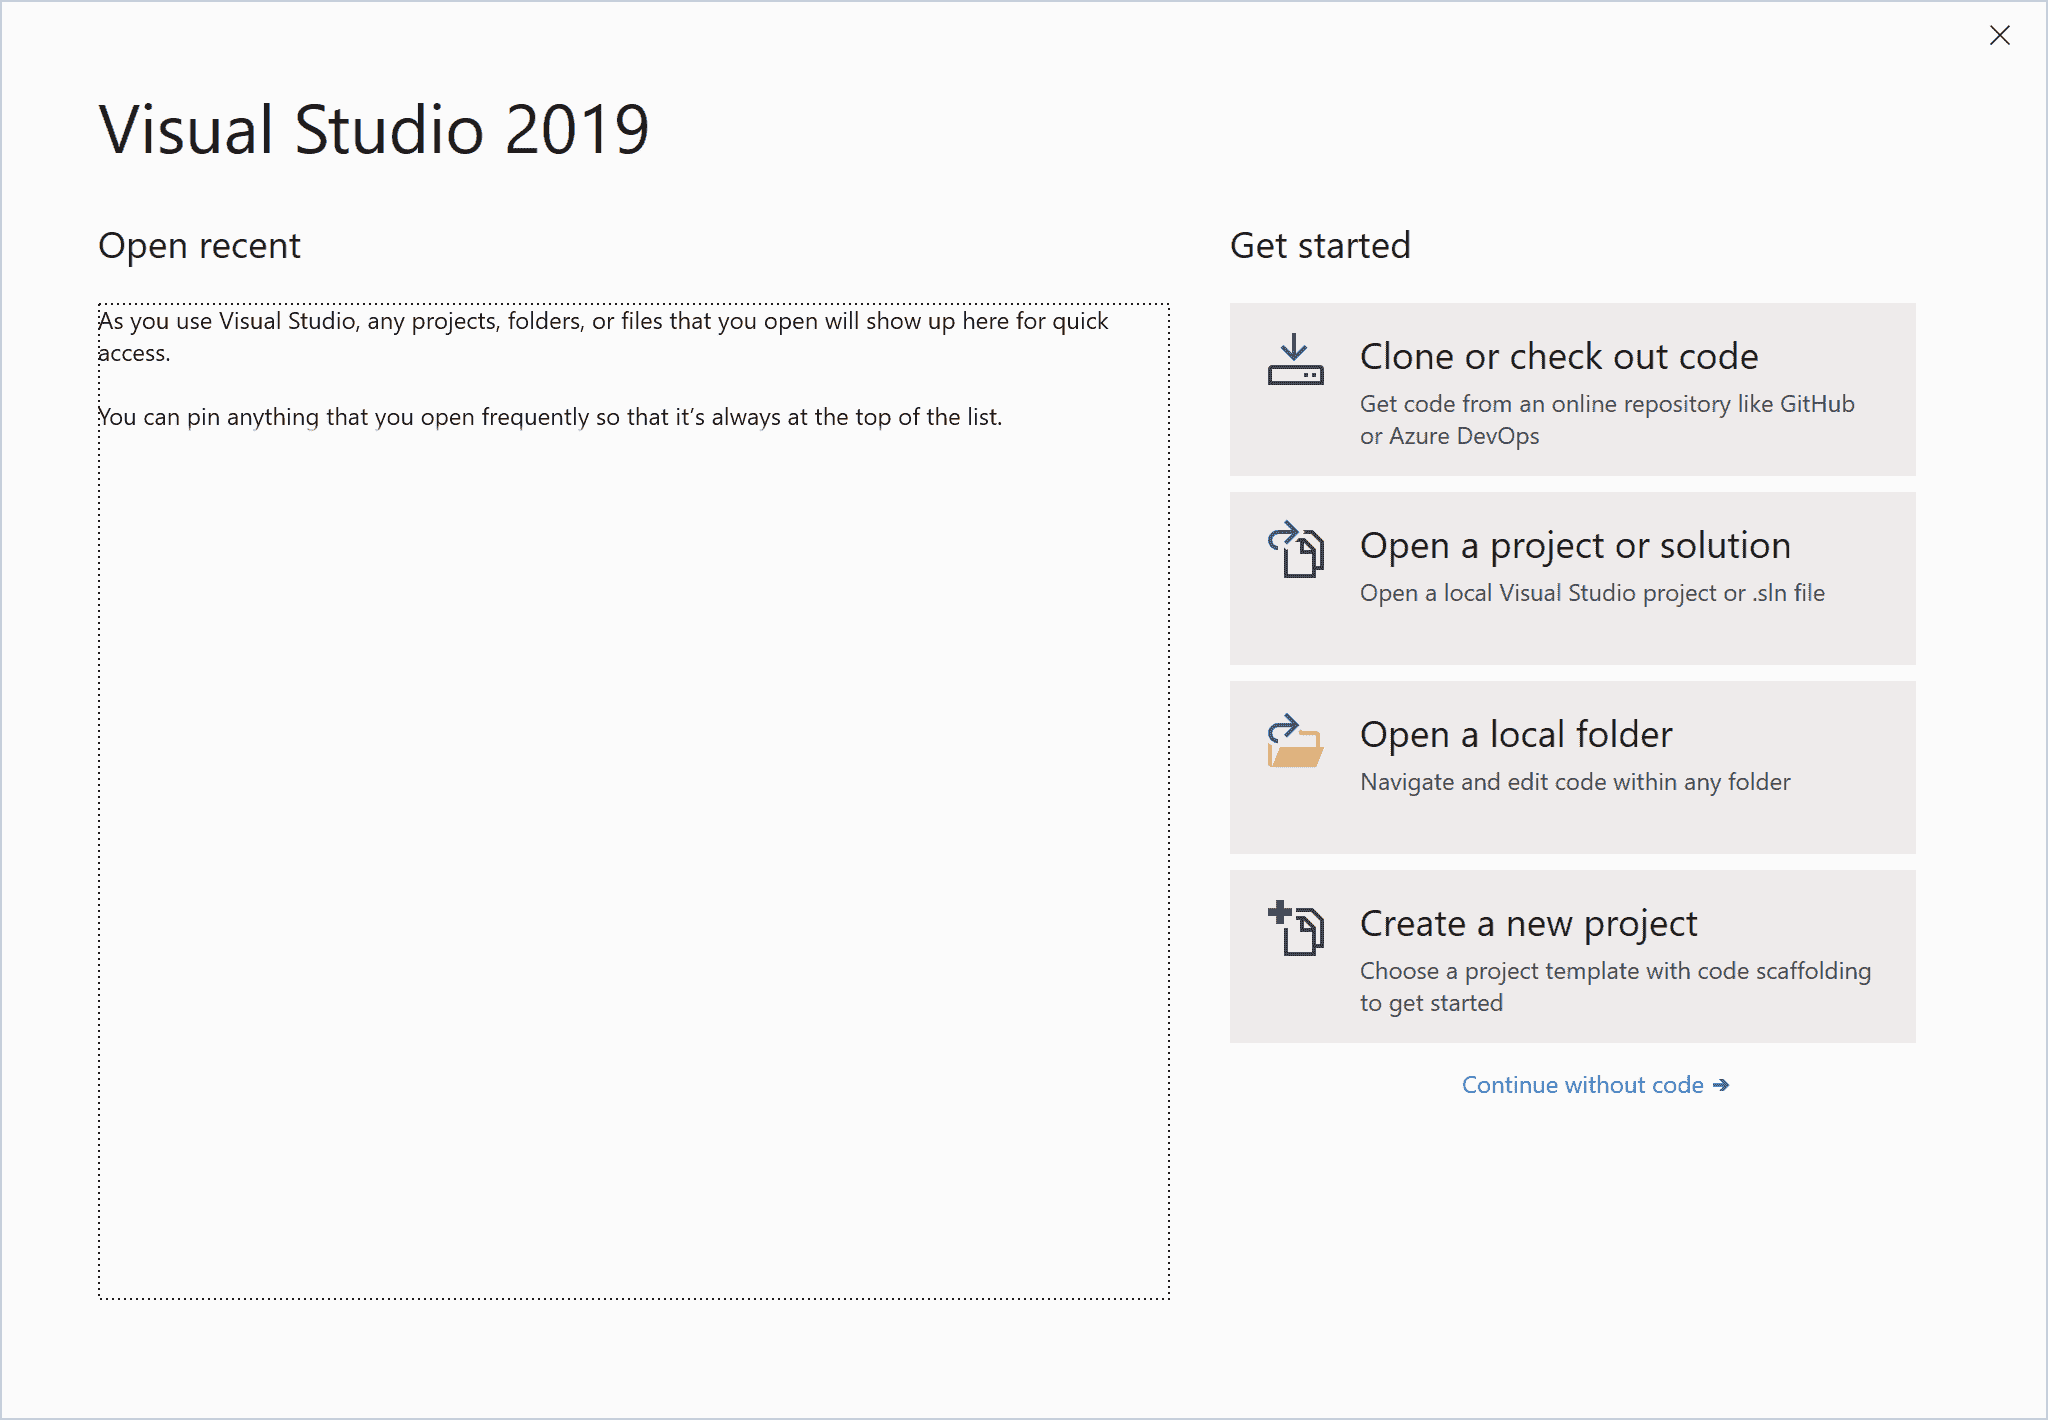 Visual Studio 2019
Open recent
As you use Visual Studio, any projects, folders, or files that you open will show up here for quick
access.
You can pin anything that you open frequently so that it’s always at the top of the list.
Get started
Clone or check out code
Get code from an online repository like GitHub
or Azure DevOps
Open a project or solution
Open a local Visual Studio project or .sln file
Open a local folder
Navigate and edit code within any folder
Create a new project
Choose a project template with code scaffolding
to get started
Continue without code